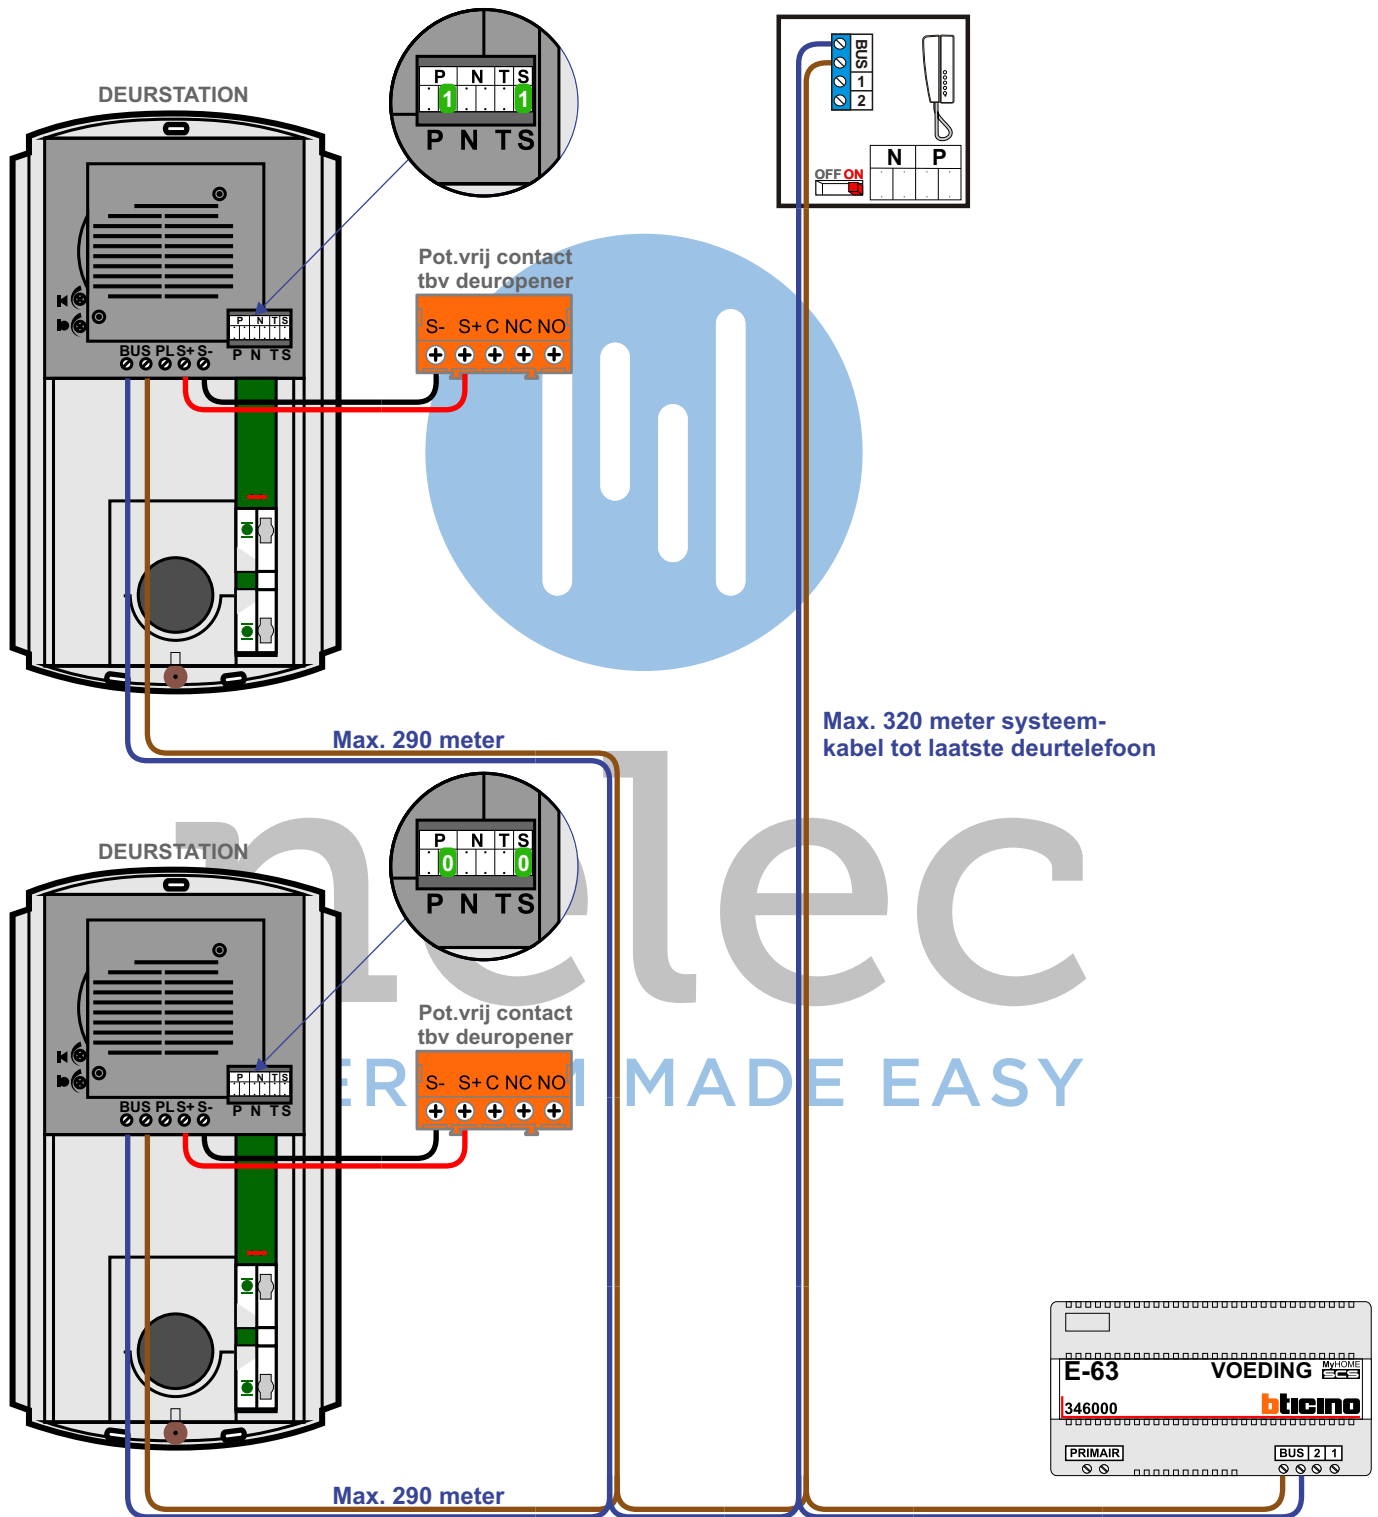 DEURSTATION
P N T S
1 1
P N T S
BUS
1
2
N P
OFF ON
Pot.vrij contact
tbv deuropener
S- S+ C NC NO
P N T S
BUS PL S+ S-
P N T S
Max. 290 meter
Max. 320 meter systeem-
kabel tot laatste deurtelefoon
nelec
MADE EASY
DEURSTATION
P N T S
0 0
P N T S
Pot.vrij contact
tbv deuropener
S- S+ C NC NO
P N T S
BUS PL S+ S-
P N T S
Max. 290 meter
E-63 VOEDING MyHOME
SCS
346000 bticino
PRIMAIR BUS 2 1